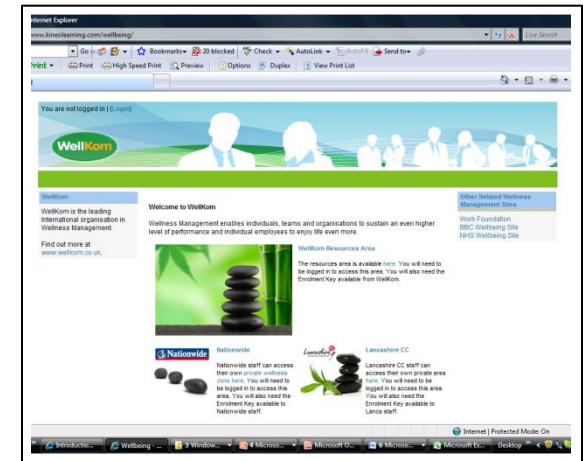 Internet Explorer
www.kineolearning.com/wellbeing/
Live Search
Go
Bookmarks
20 blocked
Check
AutoLink
AutoFill
Send to
Print
Print
High Speed Print
Preview
Options
Duplex
View Print List
You are not logged in | (Login)
WellKom
WellKom
WellKom is the leading
International organisation in
Wellness Management.
Find out more at
www.wellkom.co.uk.
Welcome to WellKom
Wellness Management enables individuals, teams and organisations to sustain an even higher
level of performance and individual employees to enjoy life even more.
WellKom Resources Area
The resources area is available here. You will need to
be logged in to access this area. You will also need the
Enrolment Key available from WellKom.
Other Related Wellness
Management Sites
Work Foundation
BBC Wellbeing Site
NHS Wellbeing Site
Nationwide
Nationwide
Nationwide staff can access
their own private wellness
zone here. You will need to
be logged in to access this
area. You will also need the
Enrolment Key available to
Nationwide staff.
Lancashire
Lancashire CC
Lancashire CC staff can
access their own private area
here. You will need to be
logged in to access this area.
You will also need the
Enrolment Key available to
Lancs staff.
Internet | Protected Mode: On
Introductio...
Wellbeing - ...
3 Window...
4 Microso...
Microsoft O...
6 Microso...
Microsoft Ex...
Desktop